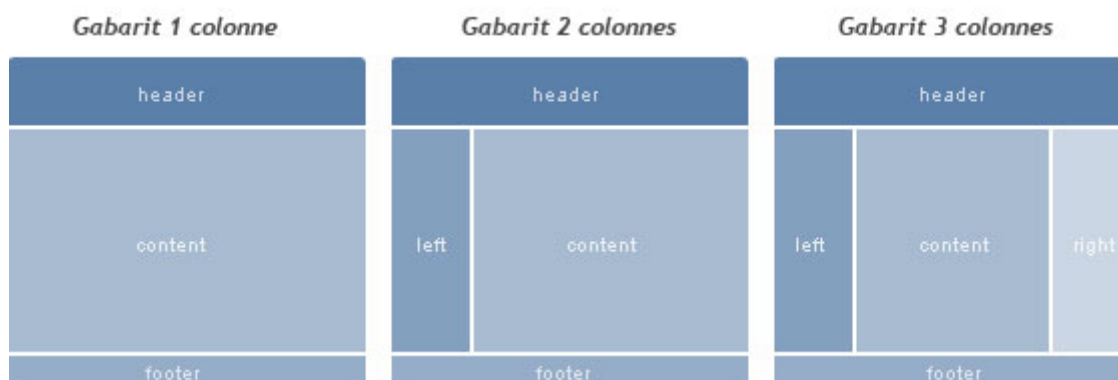 Gabarit 1 colonne
header
content
footer
Gabarit 2 colonnes
header
left
content
footer
Gabarit 3 colonnes
header
left
content
right
footer